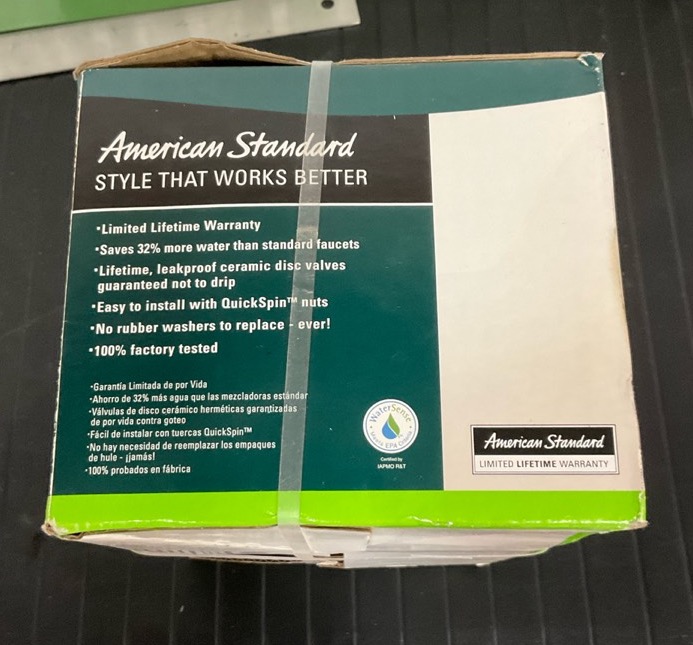 American Standard
STYLE THAT WORKS BETTER
•Limited Lifetime Warranty
•Saves 32% more water than standard faucets
•Lifetime, leakproof ceramic disc valves
guaranteed not to drip
•Easy to install with QuickSpin™ nuts
•No rubber washers to replace - ever!
•100% factory tested
•Garantía Limitada de por Vida
•Ahorro de 32% más agua que las mezcladoras estándar
•Válvulas de disco cerámico herméticas garantizadas
de por vida contra goteo
•Fácil de instalar con tuercas QuickSpin™
•No hay necesidad de reemplazar los empaques
de hule - ¡jamás!
•100% probados en fábrica
WaterSense
Meets EPA Criteria
Certified by
IAPMO R&T
American Standard
LIMITED LIFETIME WARRANTY